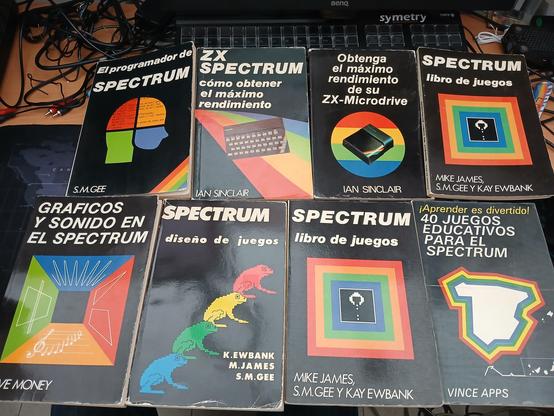 BenQ
symetry
El programador de
SPECTRUM
S.M.GEE
ZX
SPECTRUM
cómo obtener
el máximo
rendimiento
IAN SINCLAIR
Obtenga
el máximo
rendimiento
de su
ZX-Microdrive
IAN SINCLAIR
SPECTRUM
libro de juegos
MIKE JAMES,
S.M.GEE Y KAY EWBANK
GRAFICOS
Y SONIDO EN
EL SPECTRUM
VE MONEY
SPECTRUM
diseño de juegos
K.EWBANK
M.JAMES
S.M.GEE
SPECTRUM
libro de juegos
MIKE JAMES,
S.M.GEE Y KAY EWBANK
¡Aprender es divertido!
40 JUEGOS
EDUCATIVOS
PARA EL
SPECTRUM
VINCE APPS